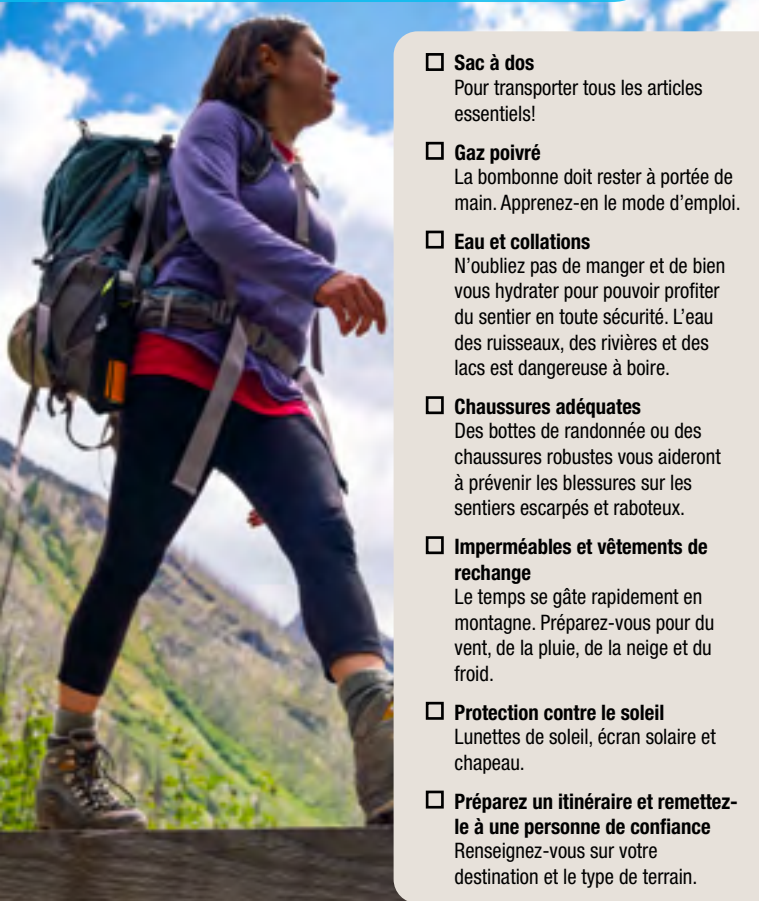 Sac à dos
Pour transporter tous les articles
essentiels!
Gaz poivré
La bombonne doit rester à portée de
main. Apprenez-en le mode d'emploi.
Eau et collations
N'oubliez pas de manger et de bien
vous hydrater pour pouvoir profiter
du sentier en toute sécurité. L'eau
des ruisseaux, des rivières et des
lacs est dangereuse à boire.
Chaussures adéquates
Des bottes de randonnée ou des
chaussures robustes vous aideront
à prévenir les blessures sur les
sentiers escarpés et raboteux.
Imperméables et vêtements de
rechange
Le temps se gâte rapidement en
montagne. Préparez-vous pour du
vent, de la pluie, de la neige et du
froid.
Protection contre le soleil
Lunettes de soleil, écran solaire et
chapeau.
Préparez un itinéraire et remettez-
le à une personne de confiance
Renseignez-vous sur votre
destination et le type de terrain.